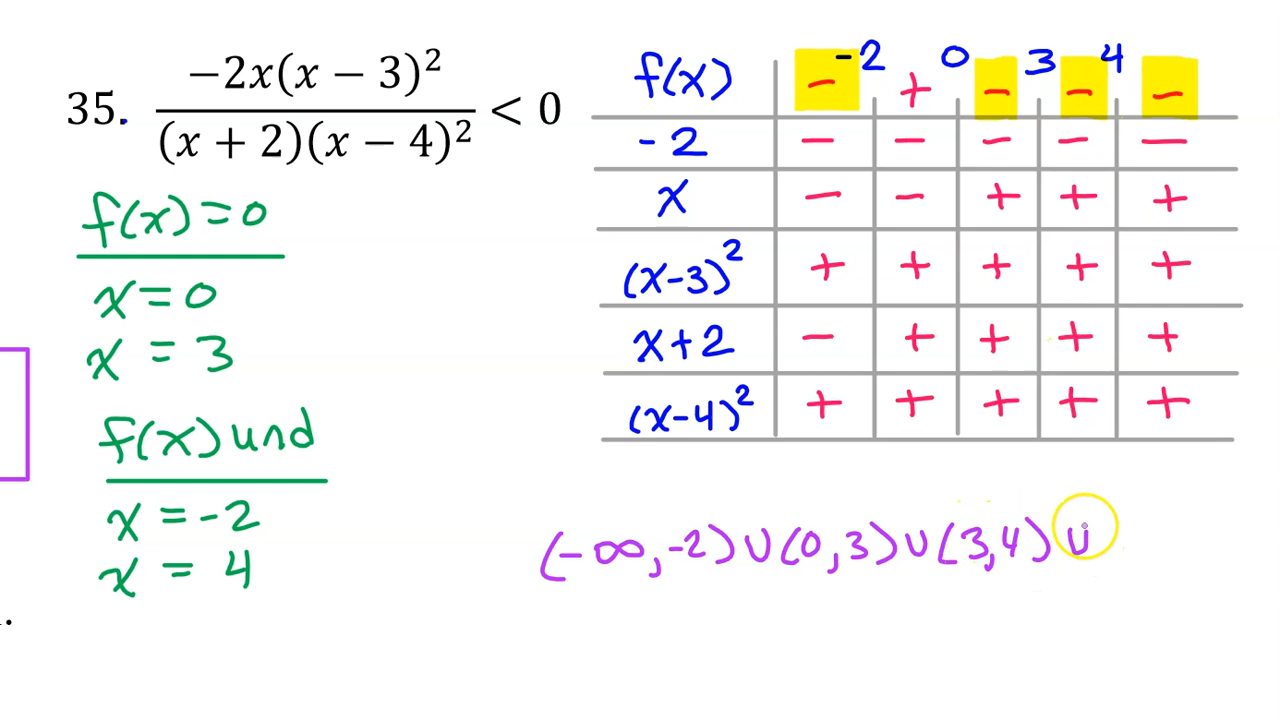 35. \frac{-2x(x - 3)^2}{(x + 2)(x - 4)^2} < 0
f(x) = 0
x = 0
x = 3
f(x) und
x = -2
x = 4
-2 0 3 4
f(x) - + - - -
-2 - - - - -
x - - + + +
(x-3)^2 + + + + +
x+2 - + + + +
(x-4)^2 + + + + +
(-∞, -2) ∪ (0, 3) ∪ (3, 4) ∪